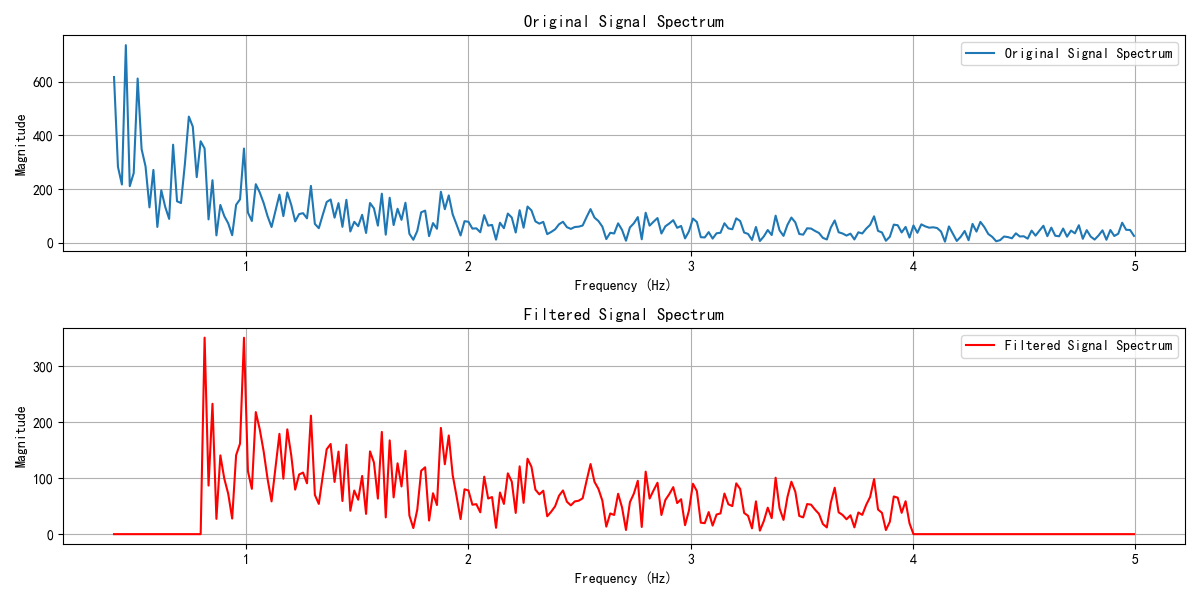 Original Signal Spectrum
Original Signal Spectrum
Magnitude
600
400
200
0
1 2 3 4 5
Frequency (Hz)
Filtered Signal Spectrum
Filtered Signal Spectrum
Magnitude
300
200
100
0
1 2 3 4 5
Frequency (Hz)